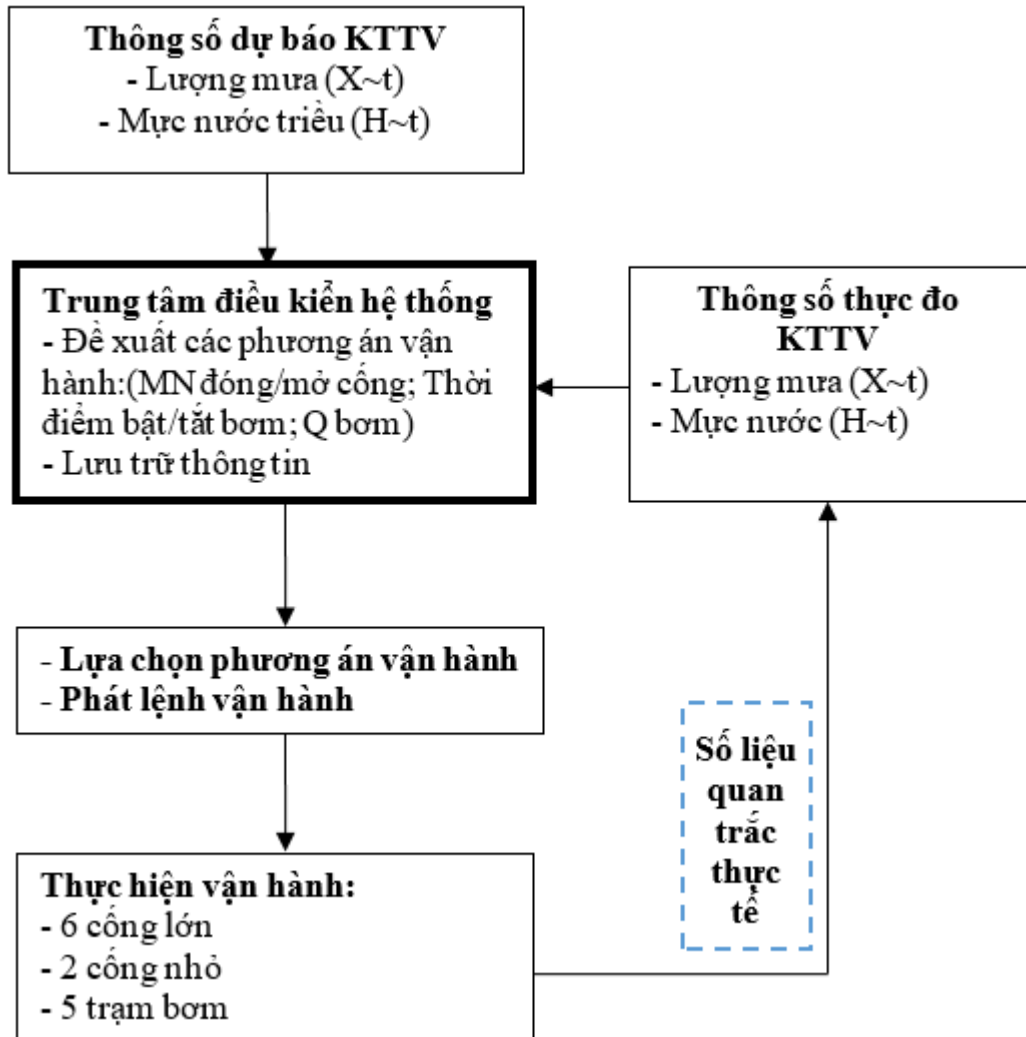 Thông số dự báo KTTV
- Lượng mưa (X~t)
- Mực nước triều (H~t)
Trung tâm điều kiển hệ thống
- Đề xuất các phương án vận
hành:(MN đóng/mở cống; Thời
điểm bật/tắt bơm; Q bơm)
- Lưu trữ thông tin
Thông số thực đo
KTTV
- Lượng mưa (X~t)
- Mực nước (H~t)
- Lựa chọn phương án vận hành
- Phát lệnh vận hành
Số liệu
quan
trắc
thực
tế
Thực hiện vận hành:
- 6 cống lớn
- 2 cống nhỏ
- 5 trạm bơm